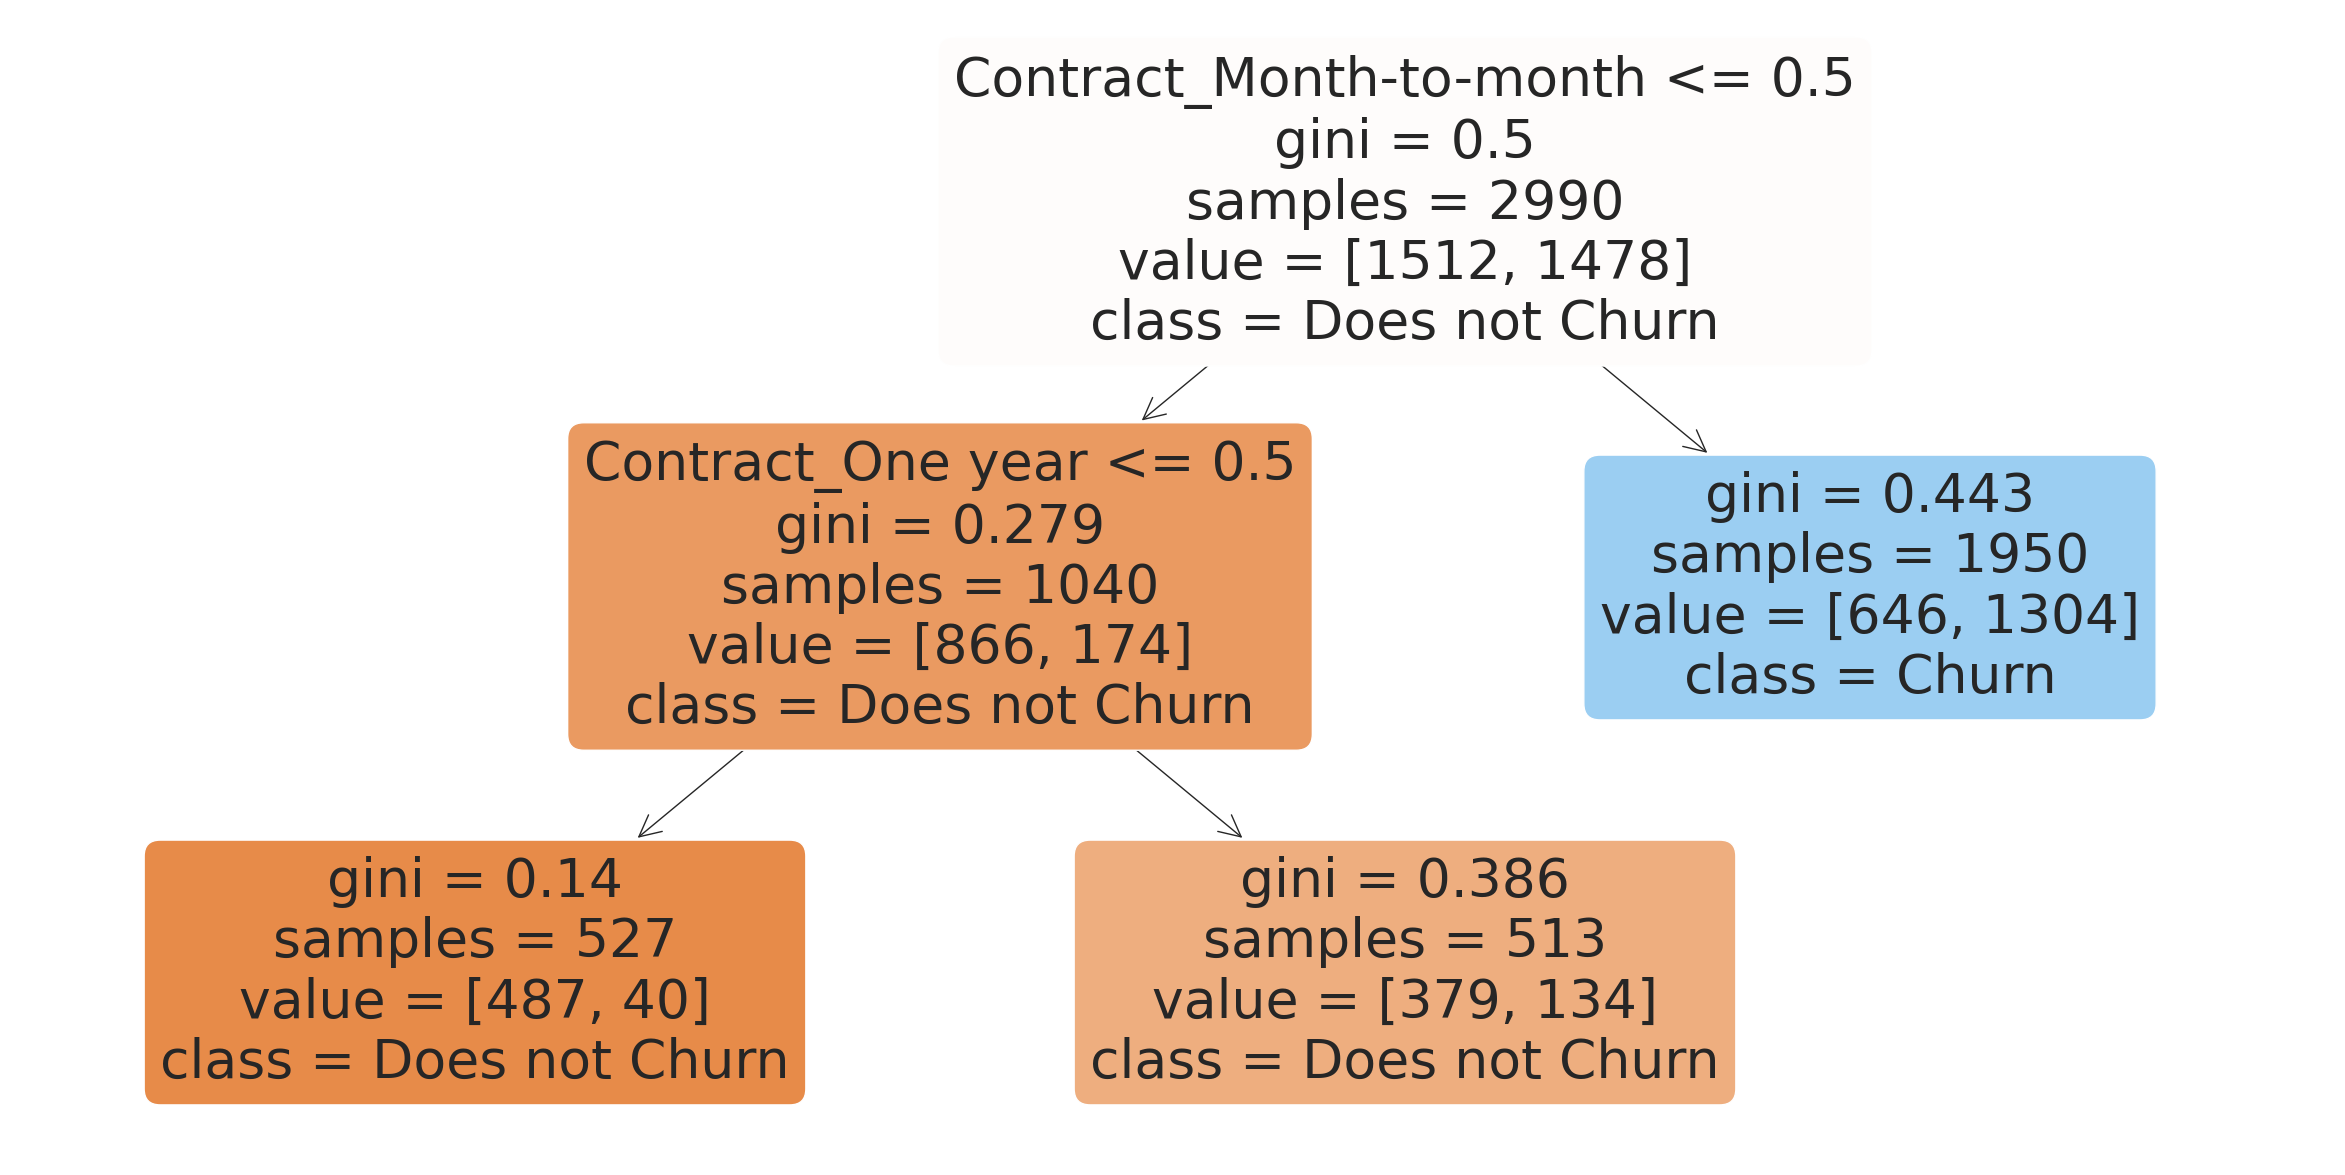 Contract_Month-to-month <= 0.5
gini = 0.5
samples = 2990
value = [1512, 1478]
class = Does not Churn
Contract_One year <= 0.5
gini = 0.279
samples = 1040
value = [866, 174]
class = Does not Churn
gini = 0.443
samples = 1950
value = [646, 1304]
class = Churn
gini = 0.14
samples = 527
value = [487, 40]
class = Does not Churn
gini = 0.386
samples = 513
value = [379, 134]
class = Does not Churn